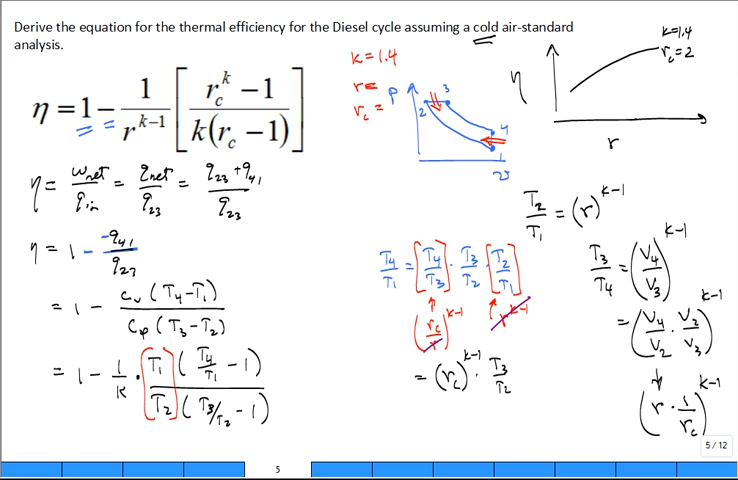 Derive the equation for the thermal efficiency for the Diesel cycle assuming a cold air-standard
analysis.
η = 1 − 1/r^(k−1) [ (r_c^k − 1) / (k(r_c − 1)) ]
k = 1.4
r =
r_c =
P
2
3
4
1
v
η
k=1.4
r_c = 2
r
η = w_net/q_in = q_net/q_23 = (q_23 + q_41)/q_23
η = 1 − −q_41/q_23
= 1 − c_v (T_4 − T_1) / c_p (T_3 − T_2)
= 1 − 1/k · [T_1/T_2] (T_4/T_1 − 1) / (T_3/T_2 − 1)
T_4/T_1 = [T_4/T_3] · T_3/T_2 · [T_2/T_1]
(r_c/r)^(k−1)
r^(k−1)
= (r_c)^(k−1) · T_3/T_2
T_2/T_1 = (r)^(k−1)
T_3/T_4 = (V_4/V_3)^(k−1)
= (V_4/V_2 · V_2/V_3)^(k−1)
(r · 1/r_c)^(k−1)
5 / 12
5